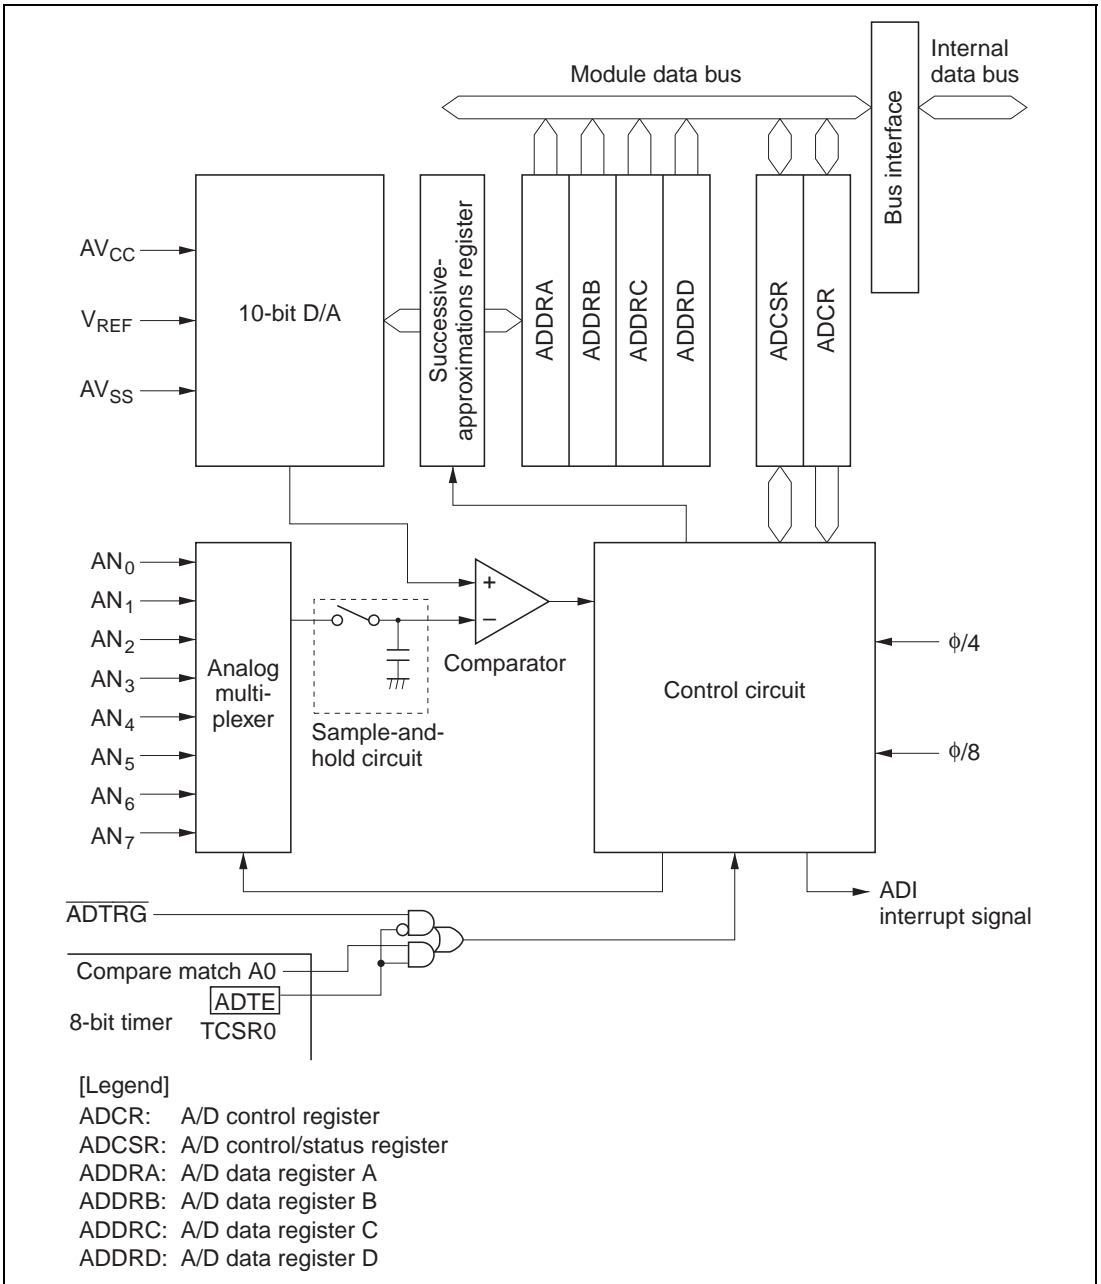 Internal
data bus
Module data bus
Bus interface
AVCC
VREF
AVSS
10-bit D/A
Successive-
approximations register
ADDRA
ADDRB
ADDRC
ADDRD
ADCSR
ADCR
AN0
AN1
AN2
AN3
AN4
AN5
AN6
AN7
Analog
multi-
plexer
Sample-and-
hold circuit
+
−
Comparator
Control circuit
ϕ/4
ϕ/8
ADI
interrupt signal
ADTRG
Compare match A0
ADTE
8-bit timer
TCSR0
[Legend]
ADCR: A/D control register
ADCSR: A/D control/status register
ADDRA: A/D data register A
ADDRB: A/D data register B
ADDRC: A/D data register C
ADDRD: A/D data register D